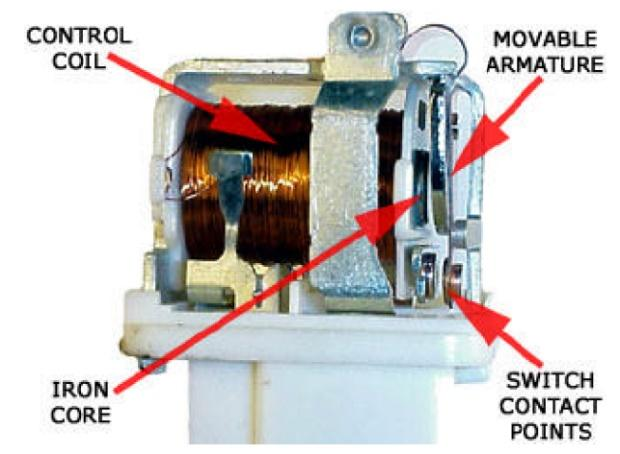 CONTROL
COIL
MOVABLE
ARMATURE
IRON
CORE
SWITCH
CONTACT
POINTS